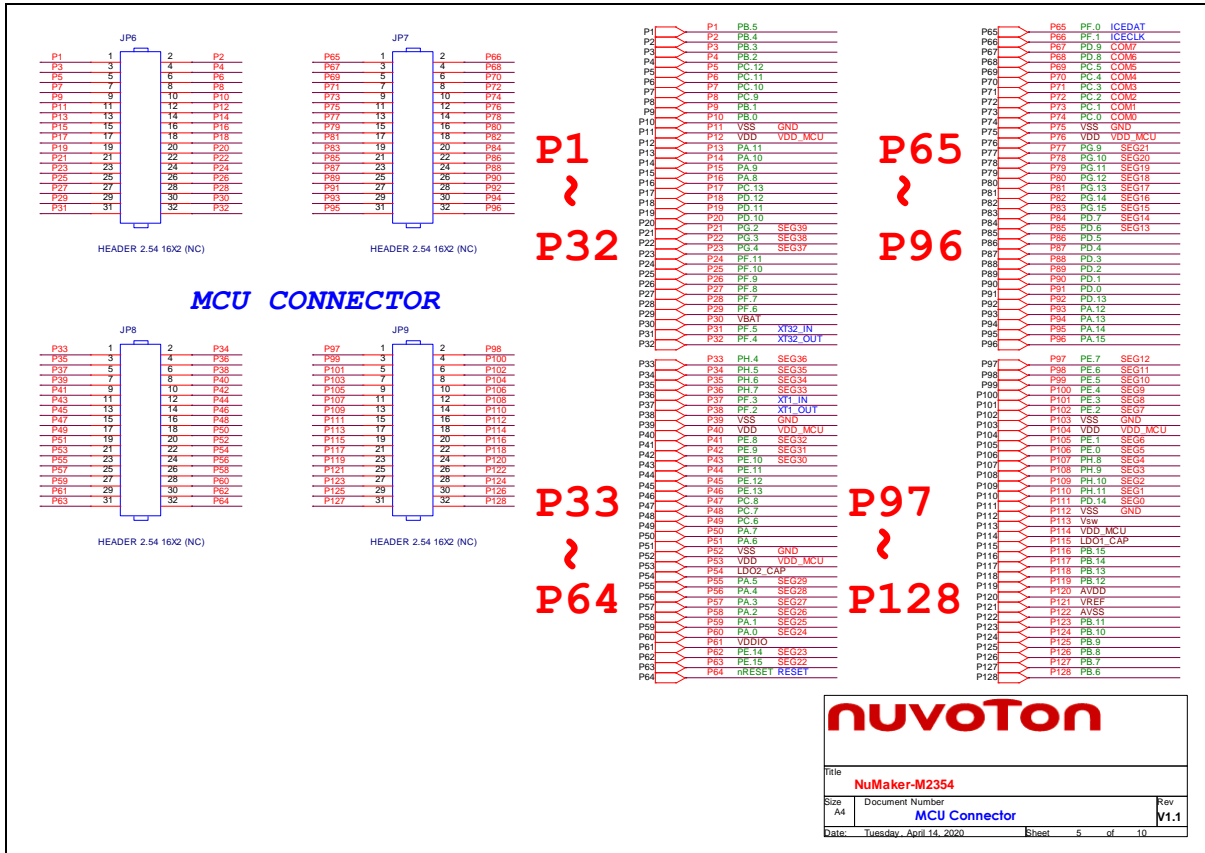 JP6
P1 1 2 P2
P3 3 4 P4
P5 5 6 P6
P7 7 8 P8
P9 9 10 P10
P11 11 12 P12
P13 13 14 P14
P15 15 16 P16
P17 17 18 P18
P19 19 20 P20
P21 21 22 P22
P23 23 24 P24
P25 25 26 P26
P27 27 28 P28
P29 29 30 P30
P31 31 32 P32
HEADER 2.54 16X2 (NC)
JP7
P65 1 2 P66
P67 3 4 P68
P69 5 6 P70
P71 7 8 P72
P73 9 10 P74
P75 11 12 P76
P77 13 14 P78
P79 15 16 P80
P81 17 18 P82
P83 19 20 P84
P85 21 22 P86
P87 23 24 P88
P89 25 26 P90
P91 27 28 P92
P93 29 30 P94
P95 31 32 P96
HEADER 2.54 16X2 (NC)
MCU CONNECTOR
JP8
P33 1 2 P34
P35 3 4 P36
P37 5 6 P38
P39 7 8 P40
P41 9 10 P42
P43 11 12 P44
P45 13 14 P46
P47 15 16 P48
P49 17 18 P50
P51 19 20 P52
P53 21 22 P54
P55 23 24 P56
P57 25 26 P58
P59 27 28 P60
P61 29 30 P62
P63 31 32 P64
HEADER 2.54 16X2 (NC)
JP9
P97 1 2 P98
P99 3 4 P100
P101 5 6 P102
P103 7 8 P104
P105 9 10 P106
P107 11 12 P108
P109 13 14 P110
P111 15 16 P112
P113 17 18 P114
P115 19 20 P116
P117 21 22 P118
P119 23 24 P120
P121 25 26 P122
P123 27 28 P124
P125 29 30 P126
P127 31 32 P128
HEADER 2.54 16X2 (NC)
P1
~
P32
P1 P1 PB.5
P2 P2 PB.4
P3 P3 PB.3
P4 P4 PB.2
P5 P5 PC.12
P6 P6 PC.11
P7 P7 PC.10
P8 P8 PC.9
P9 P9 PB.1
P10 P10 PB.0
P11 P11 VSS GND
P12 P12 VDD VDD_MCU
P13 P13 PA.11
P14 P14 PA.10
P15 P15 PA.9
P16 P16 PA.8
P17 P17 PC.13
P18 P18 PD.12
P19 P19 PD.11
P20 P20 PD.10
P21 P21 PG.2 SEG39
P22 P22 PG.3 SEG38
P23 P23 PG.4 SEG37
P24 P24 PF.11
P25 P25 PF.10
P26 P26 PF.9
P27 P27 PF.8
P28 P28 PF.7
P29 P29 PF.6
P30 P30 VBAT
P31 P31 PF.5 XT32_IN
P32 P32 PF.4 XT32_OUT
P33
~
P64
P33 P33 PH.4 SEG36
P34 P34 PH.5 SEG35
P35 P35 PH.6 SEG34
P36 P36 PH.7 SEG33
P37 P37 PF.3 XT1_IN
P38 P38 PF.2 XT1_OUT
P39 P39 VSS GND
P40 P40 VDD VDD_MCU
P41 P41 PE.8 SEG32
P42 P42 PE.9 SEG31
P43 P43 PE.10 SEG30
P44 P44 PE.11
P45 P45 PE.12
P46 P46 PE.13
P47 P47 PC.8
P48 P48 PC.7
P49 P49 PC.6
P50 P50 PA.7
P51 P51 PA.6
P52 P52 VSS GND
P53 P53 VDD VDD_MCU
P54 P54 LDO2_CAP
P55 P55 PA.5 SEG29
P56 P56 PA.4 SEG28
P57 P57 PA.3 SEG27
P58 P58 PA.2 SEG26
P59 P59 PA.1 SEG25
P60 P60 PA.0 SEG24
P61 P61 VDDIO
P62 P62 PE.14 SEG23
P63 P63 PE.15 SEG22
P64 P64 nRESET RESET
P65
~
P96
P65 P65 PF.0 ICEDAT
P66 P66 PF.1 ICECLK
P67 P67 PD.9 COM7
P68 P68 PD.8 COM6
P69 P69 PC.5 COM5
P70 P70 PC.4 COM4
P71 P71 PC.3 COM3
P72 P72 PC.2 COM2
P73 P73 PC.1 COM1
P74 P74 PC.0 COM0
P75 P75 VSS GND
P76 P76 VDD VDD_MCU
P77 P77 PG.9 SEG21
P78 P78 PG.10 SEG20
P79 P79 PG.11 SEG19
P80 P80 PG.12 SEG18
P81 P81 PG.13 SEG17
P82 P82 PG.14 SEG16
P83 P83 PG.15 SEG15
P84 P84 PD.7 SEG14
P85 P85 PD.6 SEG13
P86 P86 PD.5
P87 P87 PD.4
P88 P88 PD.3
P89 P89 PD.2
P90 P90 PD.1
P91 P91 PD.0
P92 P92 PD.13
P93 P93 PA.12
P94 P94 PA.13
P95 P95 PA.14
P96 P96 PA.15
P97
~
P128
P97 P97 PE.7 SEG12
P98 P98 PE.6 SEG11
P99 P99 PE.5 SEG10
P100 P100 PE.4 SEG9
P101 P101 PE.3 SEG8
P102 P102 PE.2 SEG7
P103 P103 VSS GND
P104 P104 VDD VDD_MCU
P105 P105 PE.1 SEG6
P106 P106 PE.0 SEG5
P107 P107 PH.8 SEG4
P108 P108 PH.9 SEG3
P109 P109 PH.10 SEG2
P110 P110 PH.11 SEG1
P111 P111 PD.14 SEG0
P112 P112 VSS GND
P113 P113 Vsw
P114 P114 VDD_MCU
P115 P115 LDO1_CAP
P116 P116 PB.15
P117 P117 PB.14
P118 P118 PB.13
P119 P119 PB.12
P120 P120 AVDD
P121 P121 VREF
P122 P122 AVSS
P123 P123 PB.11
P124 P124 PB.10
P125 P125 PB.9
P126 P126 PB.8
P127 P127 PB.7
P128 P128 PB.6
nuvoTon
Title
NuMaker-M2354
Size Document Number Rev
A4 MCU Connector V1.1
Date: Tuesday, April 14, 2020 Sheet 5 of 10